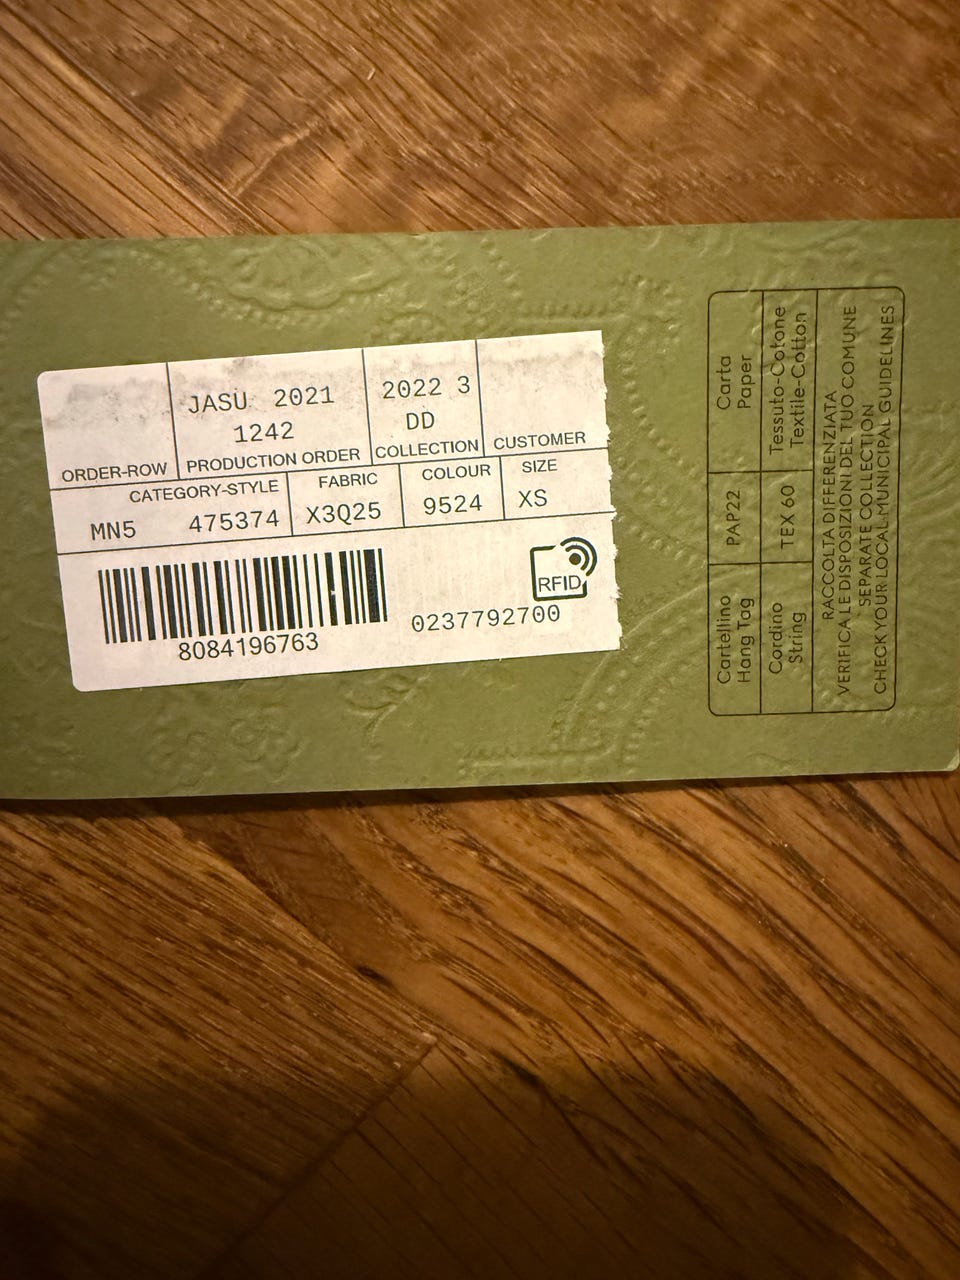 JASU 2021
1242
2022 3
DD
ORDER-ROW PRODUCTION ORDER COLLECTION CUSTOMER
CATEGORY-STYLE FABRIC COLOUR SIZE
MN5 475374 X3Q25 9524 XS
8084196763
0237792700
RFID
Cartellino
Hang Tag
PAP22
Carta
Paper
Cordino
String
TEX 60
Tessuto-Cotone
Textile-Cotton
RACCOLTA DIFFERENZIATA
VERIFICA LE DISPOSIZIONI DEL TUO COMUNE
SEPARATE COLLECTION
CHECK YOUR LOCAL MUNICIPAL GUIDELINES